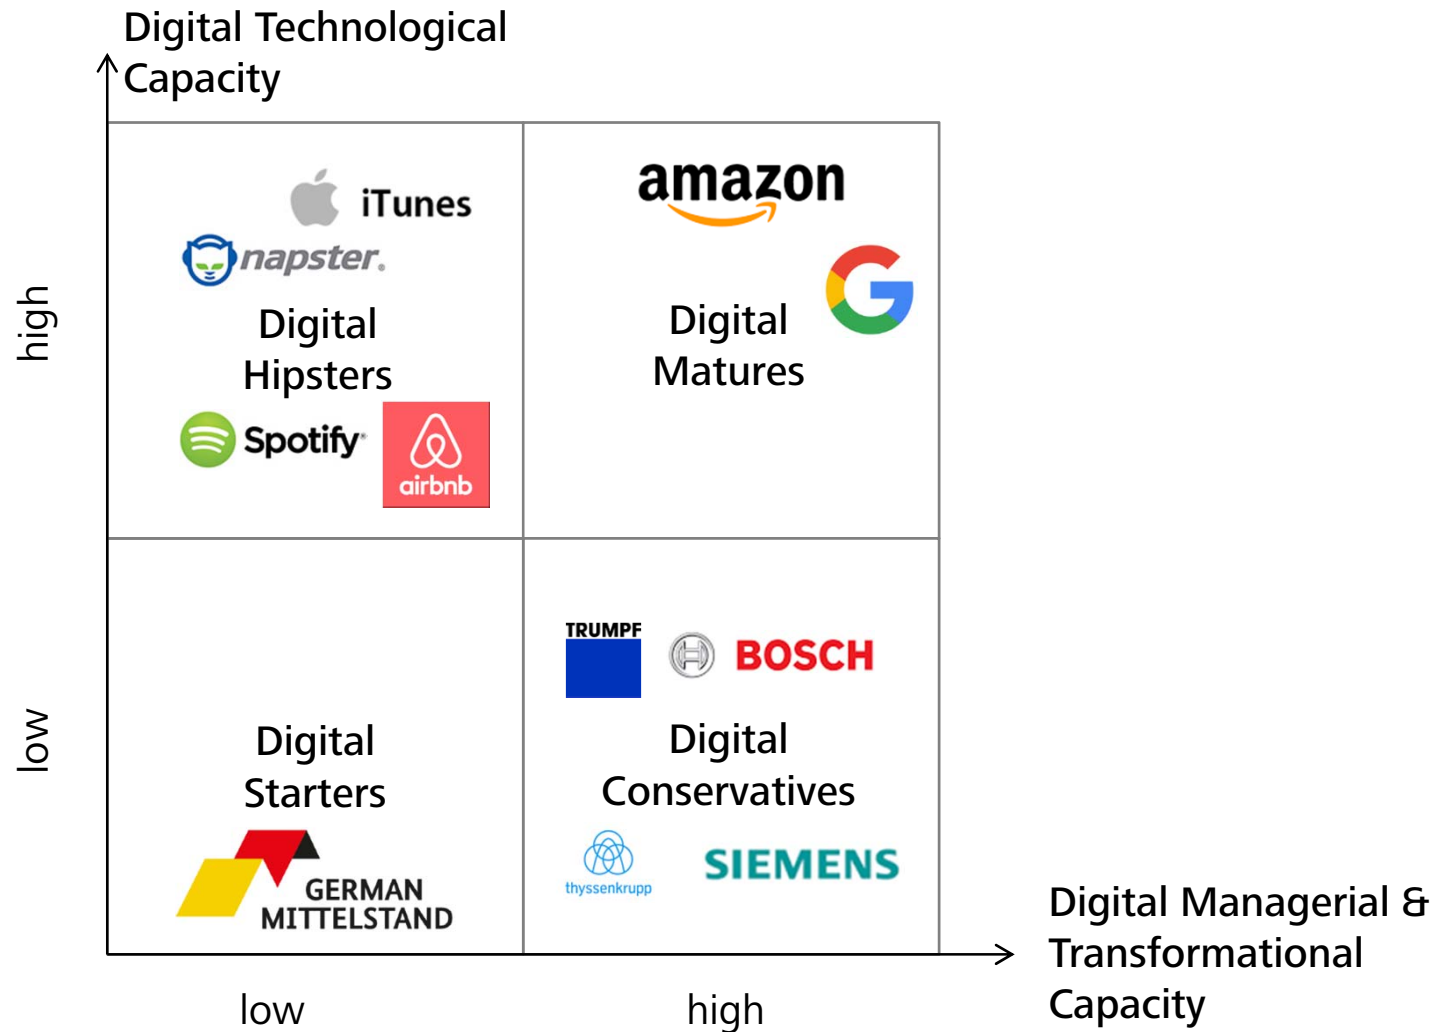 Digital Technological
Capacity
high
iTunes
napster.®
Digital
Hipsters
Spotify®
airbnb
amazon
G
Digital
Matures
low
Digital
Starters
GERMAN
MITTELSTAND
TRUMPF
BOSCH
Digital
Conservatives
thyssenkrupp
SIEMENS
low
high
Digital Managerial &
Transformational
Capacity